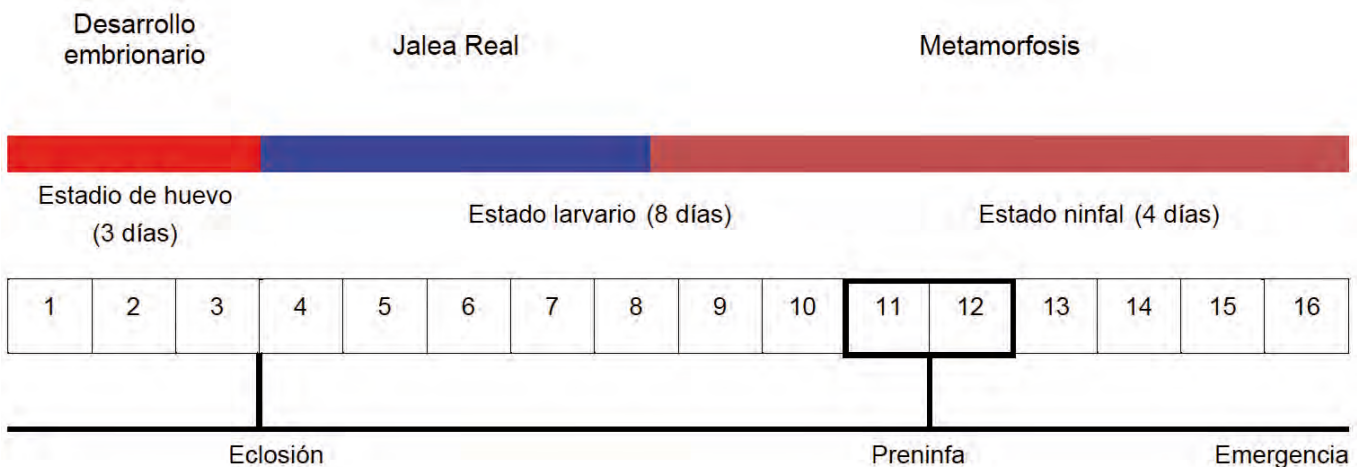 Desarrollo
embrionario
Jalea Real
Metamorfosis
Estadio de huevo
(3 días)
Estado larvario (8 días)
Estado ninfal (4 días)
1 2 3 4 5 6 7 8 9 10 11 12 13 14 15 16
Eclosión
Preninfa
Emergencia